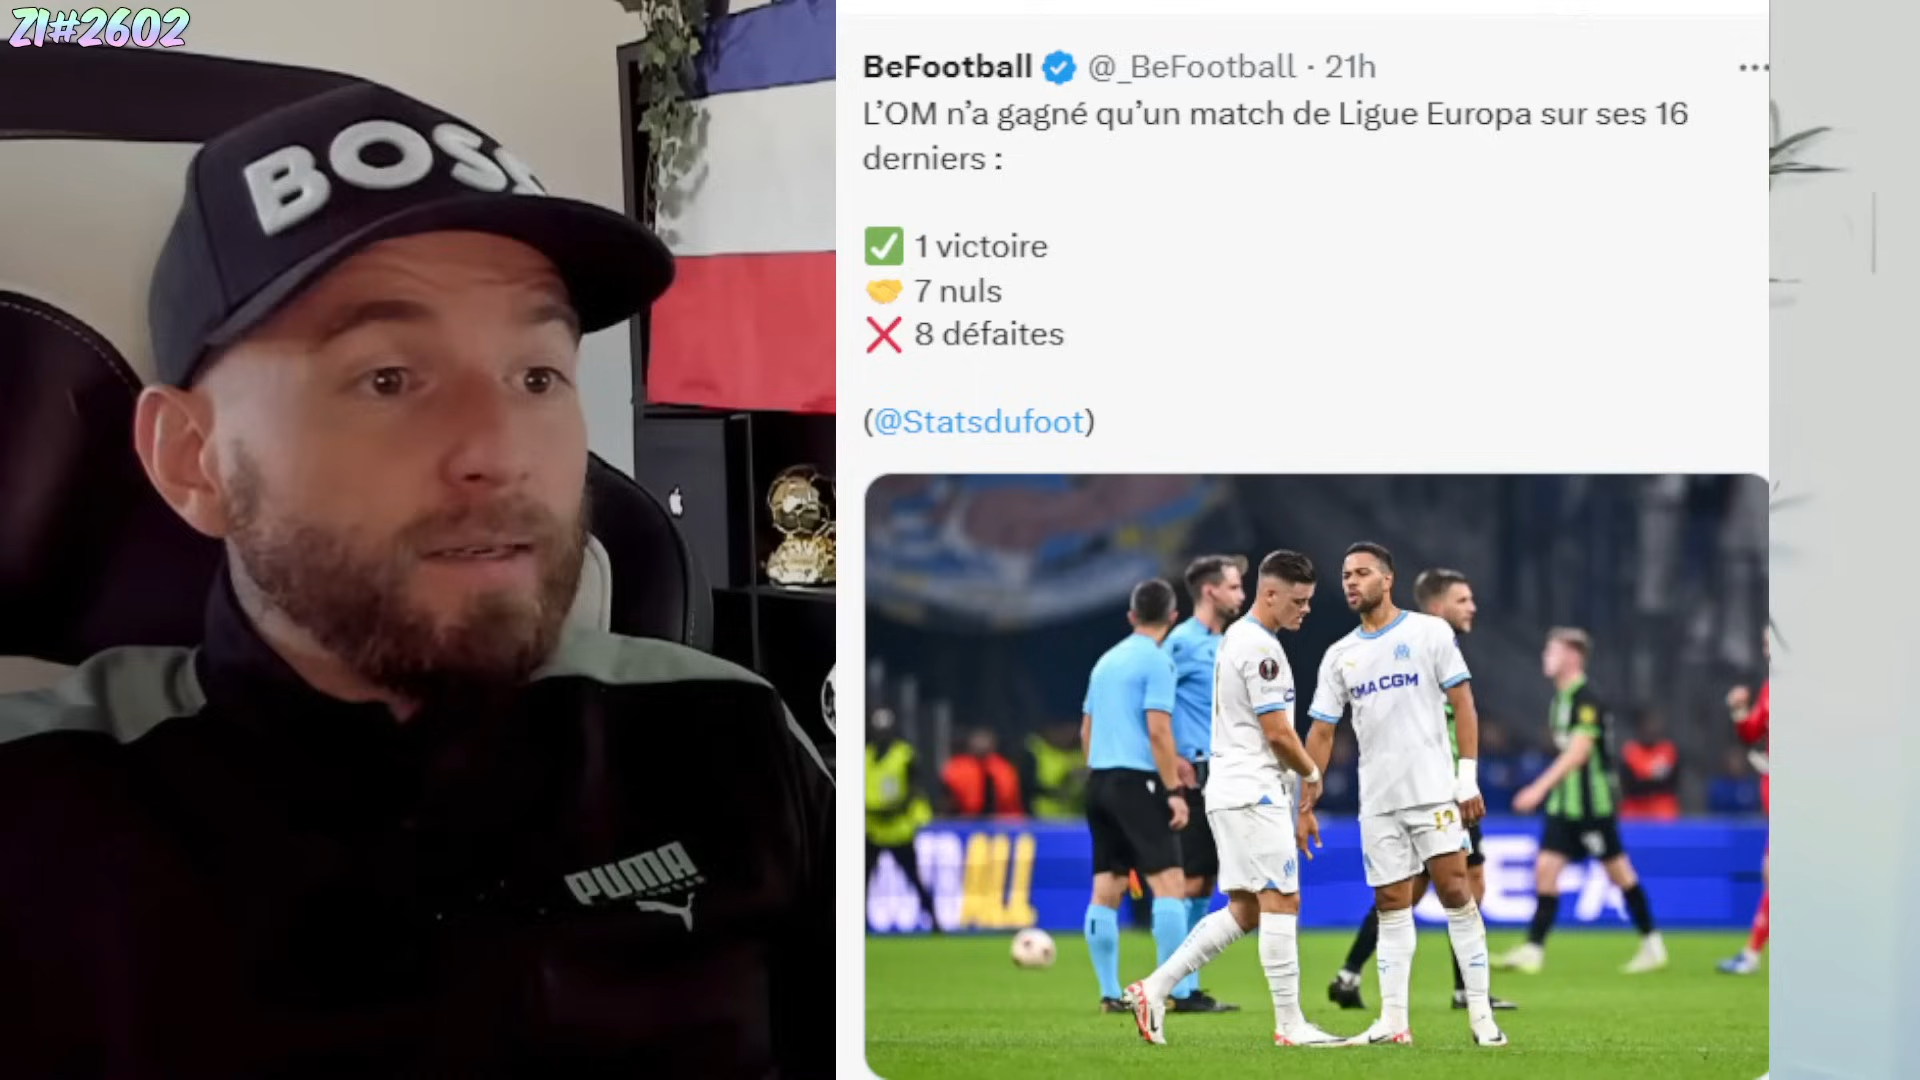 ZI#2602
BOSS
PUMA
BeFootball @_BeFootball · 21h
L’OM n’a gagné qu’un match de Ligue Europa sur ses 16
derniers :
✅ 1 victoire
🤝 7 nuls
❌ 8 défaites
(@Statsdufoot)
CMA CGM
12